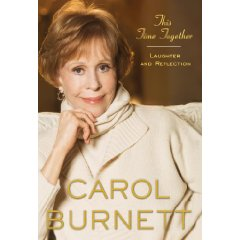 This
Time Together
LAUGHTER
AND REFLECTION
CAROL
BURNETT